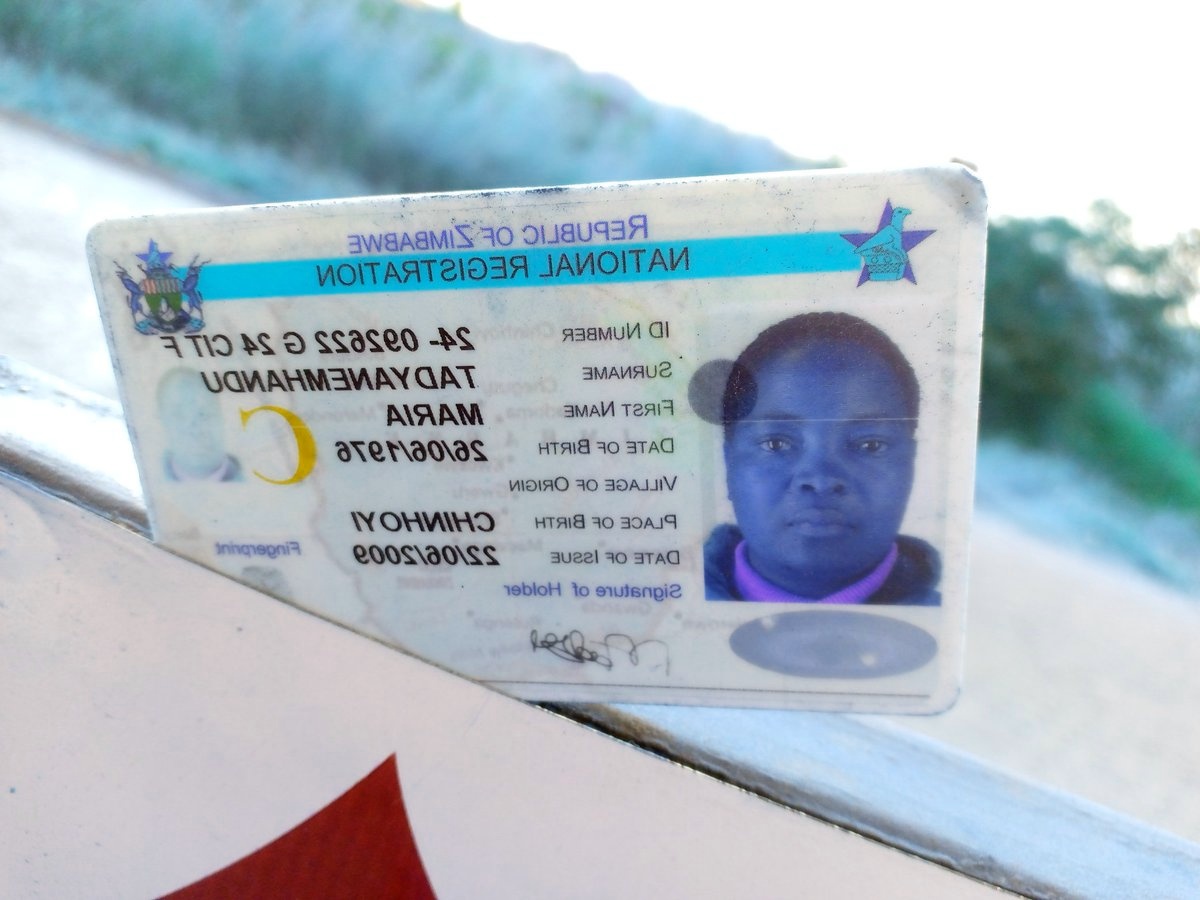 REPUBLIC OF ZIMBABWE
NATIONAL REGISTRATION
ID NUMBER 24- 092622 G 24 CIT F
SURNAME TADYANEMHANDU
FIRST NAME MARIA
DATE OF BIRTH 26/06/1976
VILLAGE OF ORIGIN
PLACE OF BIRTH CHINHOYI
DATE OF ISSUE 22/06/2009
Signature of Holder
Fingerprint
C